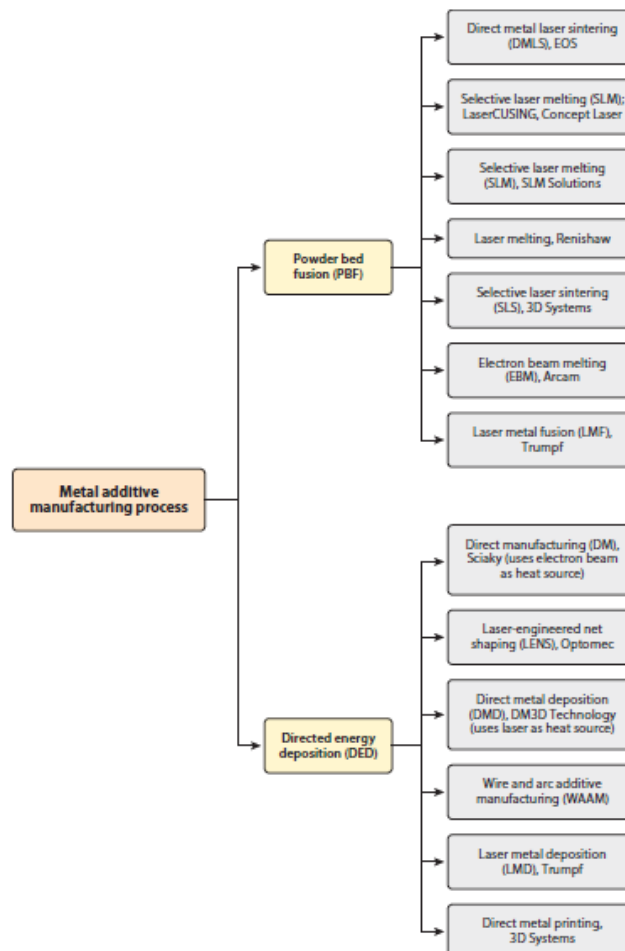 Direct metal laser sintering
(DMLS), EOS
Selective laser melting (SLM);
LaserCUSING, Concept Laser
Selective laser melting
(SLM), SLM Solutions
Powder bed
fusion (PBF)
Laser melting, Renishaw
Selective laser sintering
(SLS), 3D Systems
Electron beam melting
(EBM), Arcam
Laser metal fusion (LMF),
Trumpf
Metal additive
manufacturing process
Direct manufacturing (DM),
Sciaky (uses electron beam
as heat source)
Laser-engineered net
shaping (LENS), Optomec
Directed energy
deposition (DED)
Direct metal deposition
(DMD), DM3D Technology
(uses laser as heat source)
Wire and arc additive
manufacturing (WAAM)
Laser metal deposition
(LMD), Trumpf
Direct metal printing,
3D Systems